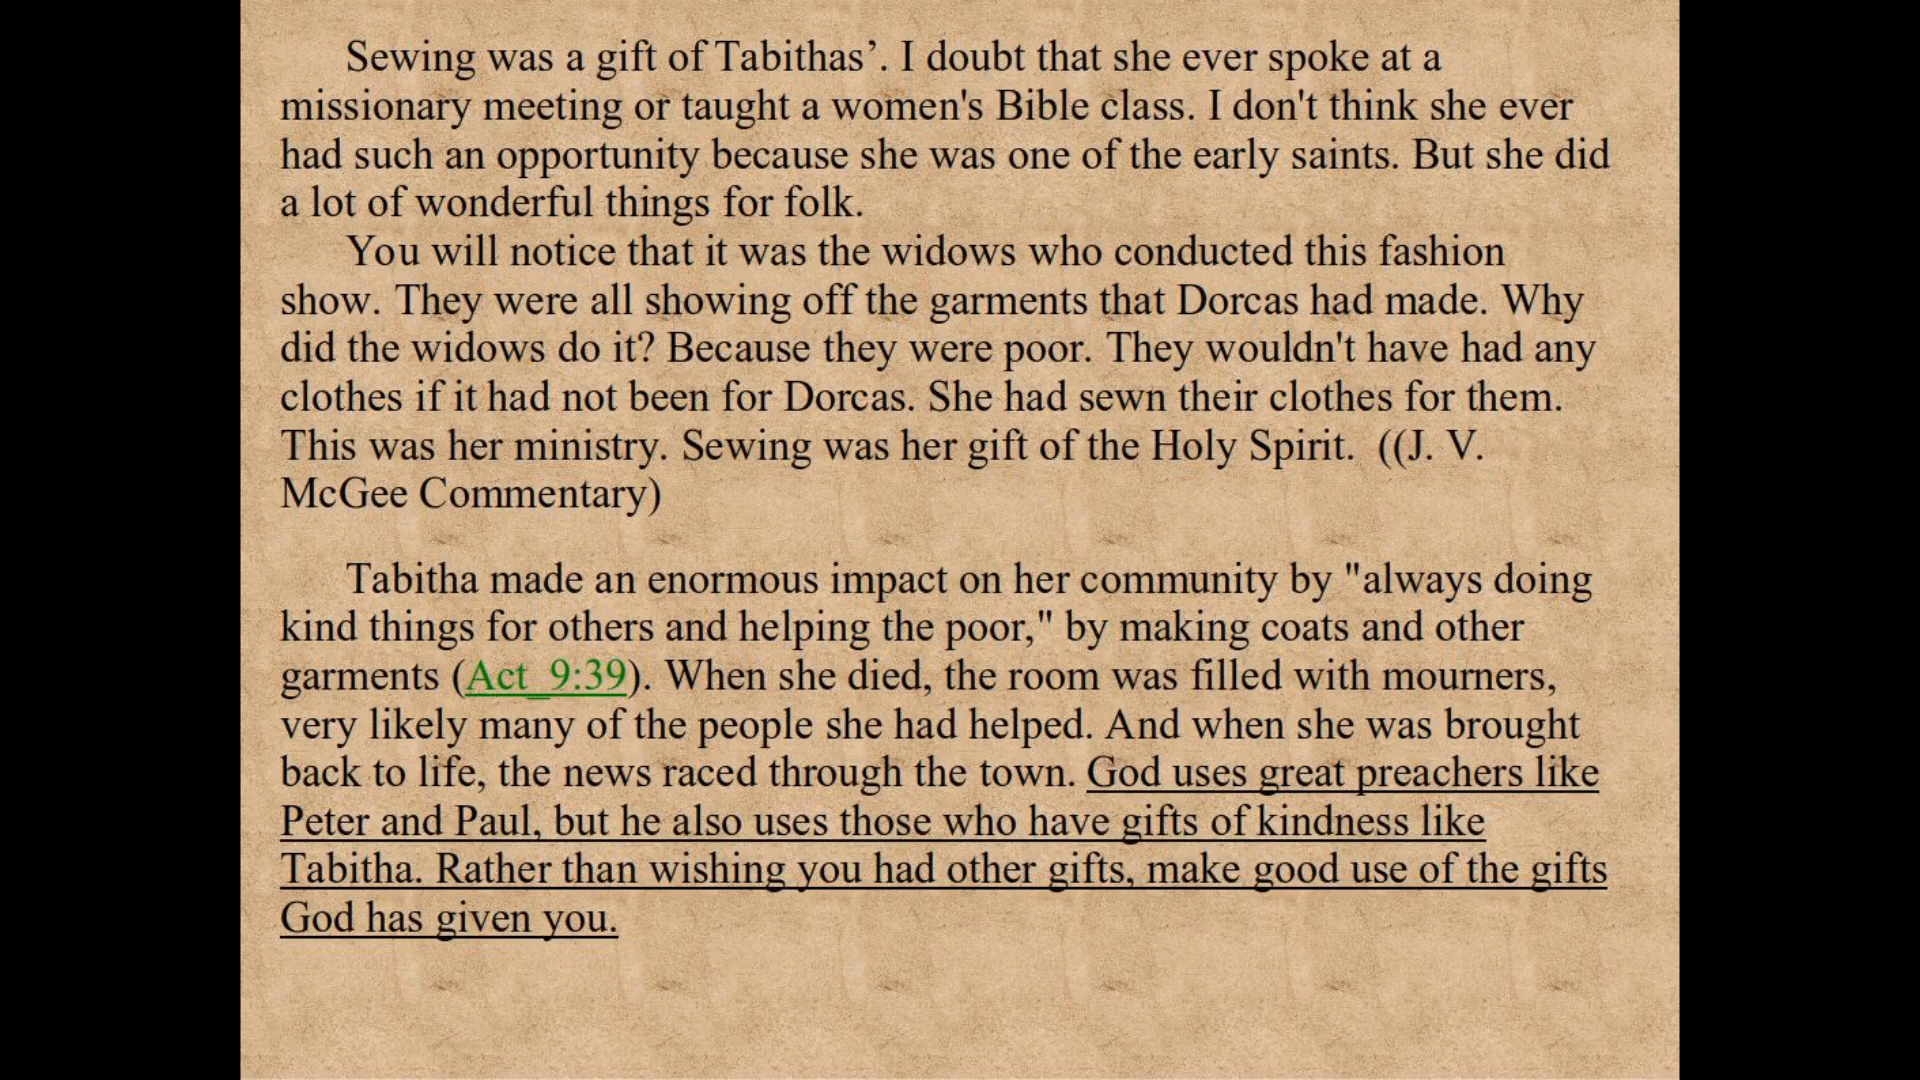 Sewing was a gift of Tabithas’. I doubt that she ever spoke at a
missionary meeting or taught a women's Bible class. I don't think she ever
had such an opportunity because she was one of the early saints. But she did
a lot of wonderful things for folk.
You will notice that it was the widows who conducted this fashion
show. They were all showing off the garments that Dorcas had made. Why
did the widows do it? Because they were poor. They wouldn't have had any
clothes if it had not been for Dorcas. She had sewn their clothes for them.
This was her ministry. Sewing was her gift of the Holy Spirit.  ((J. V.
McGee Commentary)
Tabitha made an enormous impact on her community by "always doing
kind things for others and helping the poor," by making coats and other
garments (Act_9:39). When she died, the room was filled with mourners,
very likely many of the people she had helped. And when she was brought
back to life, the news raced through the town. God uses great preachers like
Peter and Paul, but he also uses those who have gifts of kindness like
Tabitha. Rather than wishing you had other gifts, make good use of the gifts
God has given you.